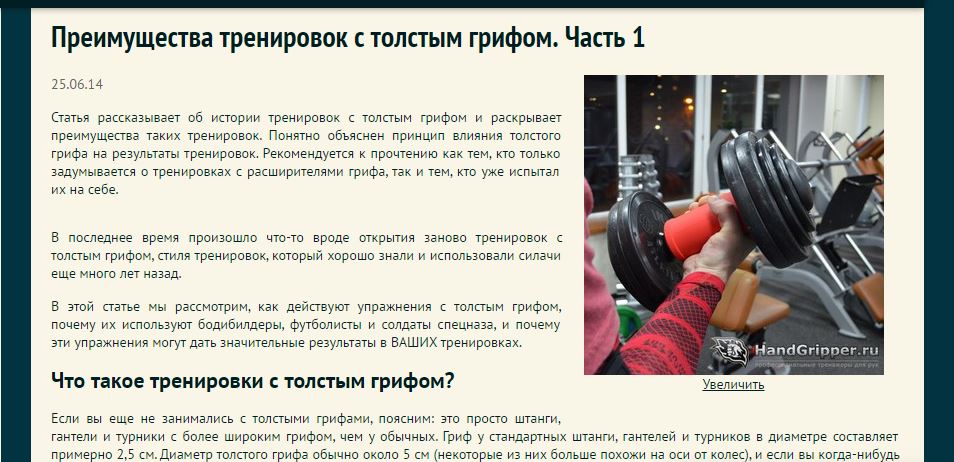 Преимущества тренировок с толстым грифом. Часть 1
25.06.14
Статья рассказывает об истории тренировок с толстым грифом и раскрывает
преимущества таких тренировок. Понятно объяснен принцип влияния толстого
грифа на результаты тренировок. Рекомендуется к прочтению как тем, кто только
задумывается о тренировках с расширителями грифа, так и тем, кто уже испытал
их на себе.
В последнее время произошло что-то вроде открытия заново тренировок с
толстым грифом, стиля тренировок, который хорошо знали и использовали силачи
еще много лет назад.
В этой статье мы рассмотрим, как действуют упражнения с толстым грифом,
почему их используют бодибилдеры, футболисты и солдаты спецназа, и почему
эти упражнения могут дать значительные результаты в ВАШИХ тренировках.
HandGripper.ru
профессиональные тренажеры для рук
Увеличить
Что такое тренировки с толстым грифом?
Если вы еще не занимались с толстыми грифами, поясним: это просто штанги,
гантели и турники с более широким грифом, чем у обычных. Гриф у стандартных штанги, гантелей и турников в диаметре составляет
примерно 2,5 см. Диаметр толстого грифа обычно около 5 см (некоторые из них больше похожи на оси от колес), и если вы когда-нибудь